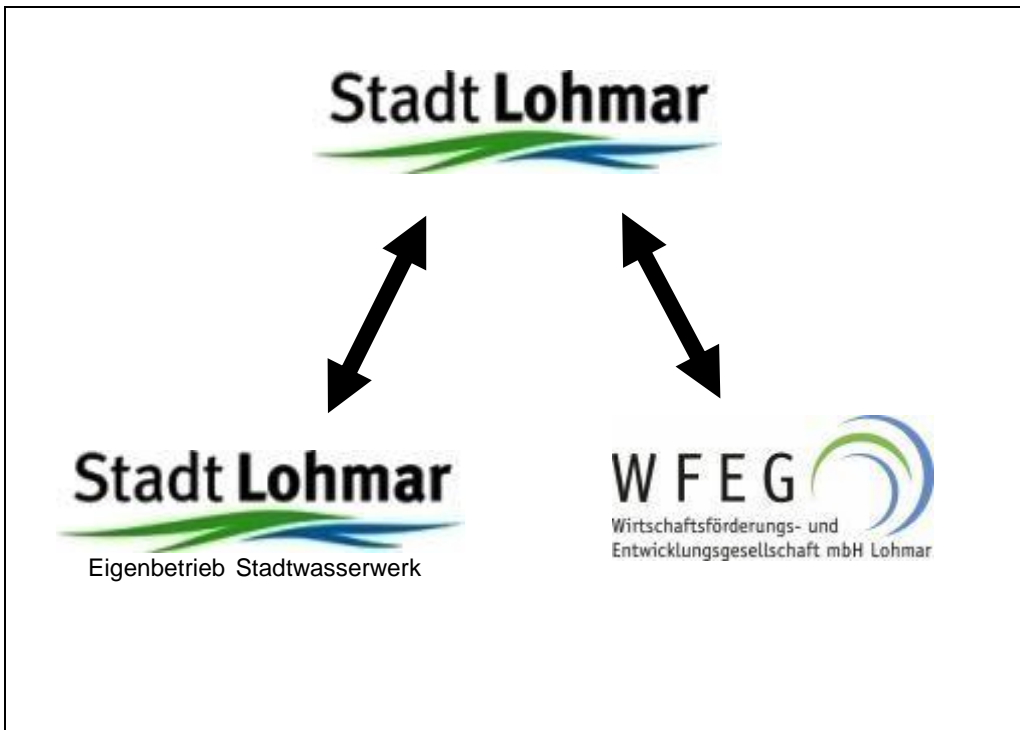 Stadt Lohmar
Stadt Lohmar
Eigenbetrieb Stadtwasserwerk
WFEG
Wirtschaftsförderungs- und
Entwicklungsgesellschaft mbH Lohmar